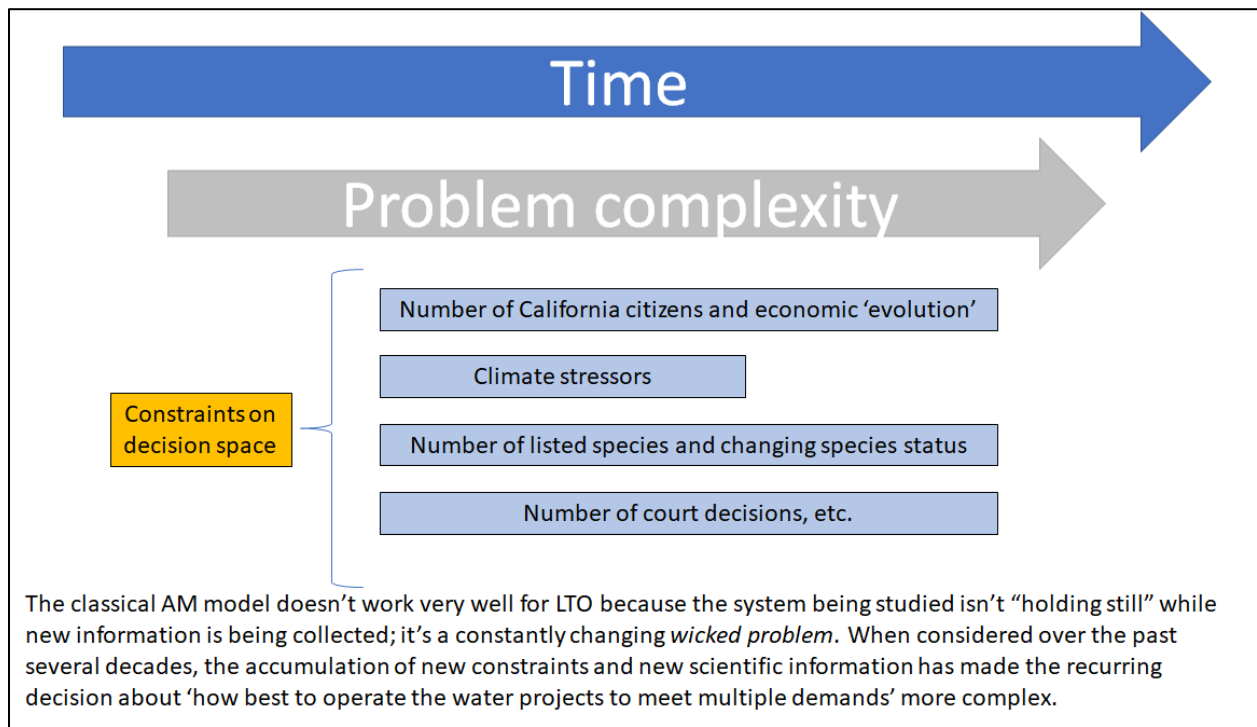 Time
Problem complexity
Number of California citizens and economic ‘evolution’
Climate stressors
Constraints on
decision space
Number of listed species and changing species status
Number of court decisions, etc.
The classical AM model doesn’t work very well for LTO because the system being studied isn’t “holding still” while
new information is being collected; it’s a constantly changing wicked problem. When considered over the past
several decades, the accumulation of new constraints and new scientific information has made the recurring
decision about ‘how best to operate the water projects to meet multiple demands’ more complex.